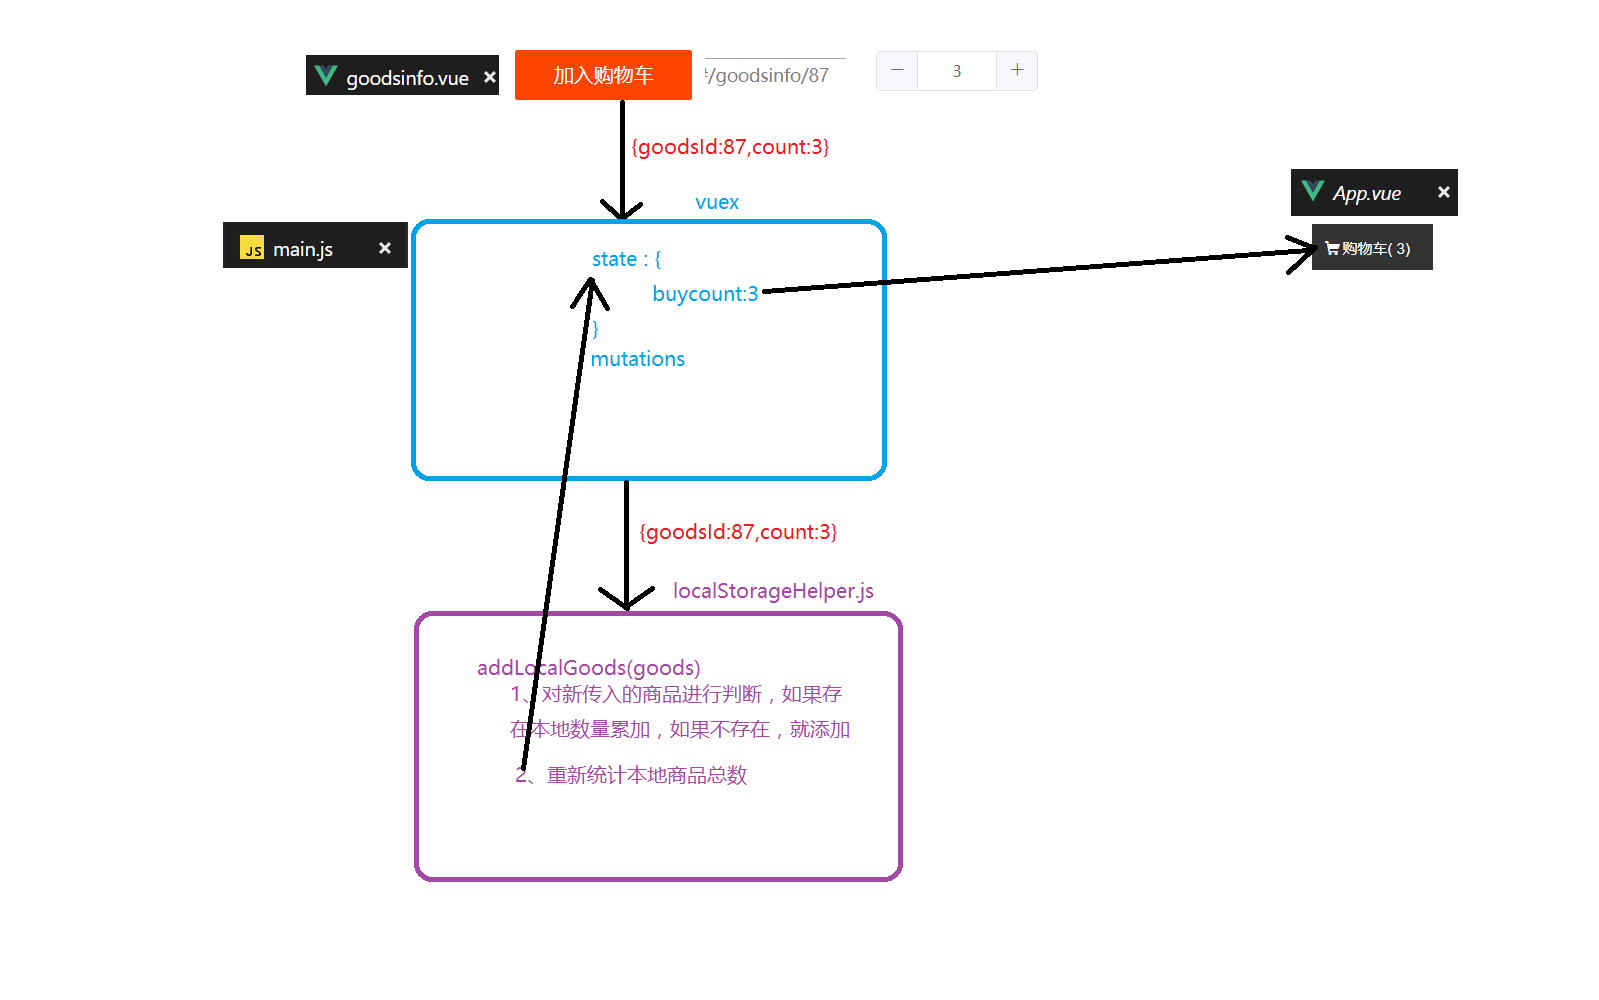 goodsinfo.vue ×
加入购物车
#/goodsinfo/87
− 3 +
{goodsId:87,count:3}
vuex
App.vue ×
JS main.js ×
购物车( 3)
state : {
buycount:3
}
mutations
{goodsId:87,count:3}
localStorageHelper.js
addLocalGoods(goods)
1、对新传入的商品进行判断，如果存
在本地数量累加，如果不存在，就添加
2、重新统计本地商品总数